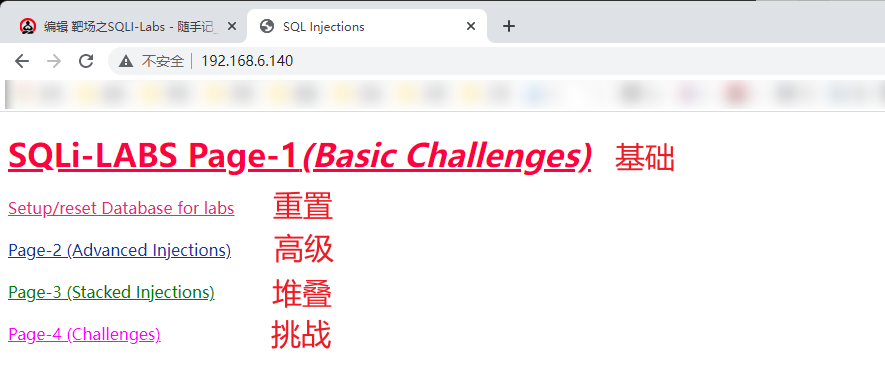 编辑 靶场之SQLI-Labs - 随手记_
SQL Injections
不安全 192.168.6.140
SQLi-LABS Page-1(Basic Challenges) 基础
Setup/reset Database for labs 重置
Page-2 (Advanced Injections) 高级
Page-3 (Stacked Injections) 堆叠
Page-4 (Challenges) 挑战